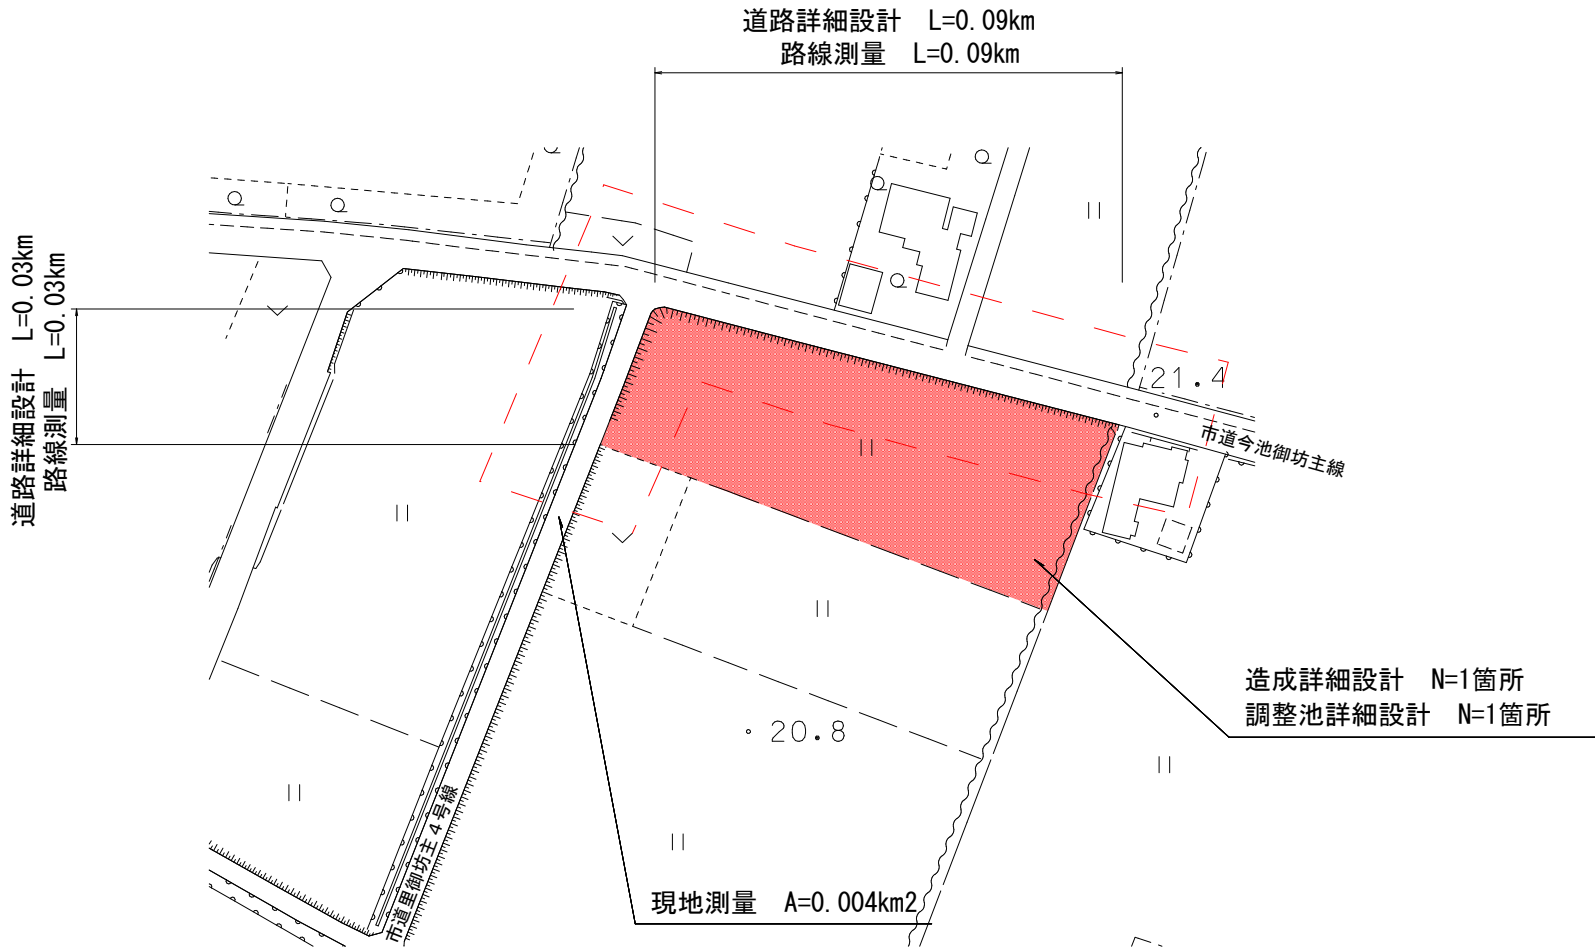 道路詳細設計　L=0.09km
路線測量　L=0.09km
道路詳細設計　L=0.03km
路線測量　L=0.03km
21.4
市道今池御坊主線
造成詳細設計　N=1箇所
調整池詳細設計　N=1箇所
20.8
市道里御坊主4号線
現地測量　A=0.004km2